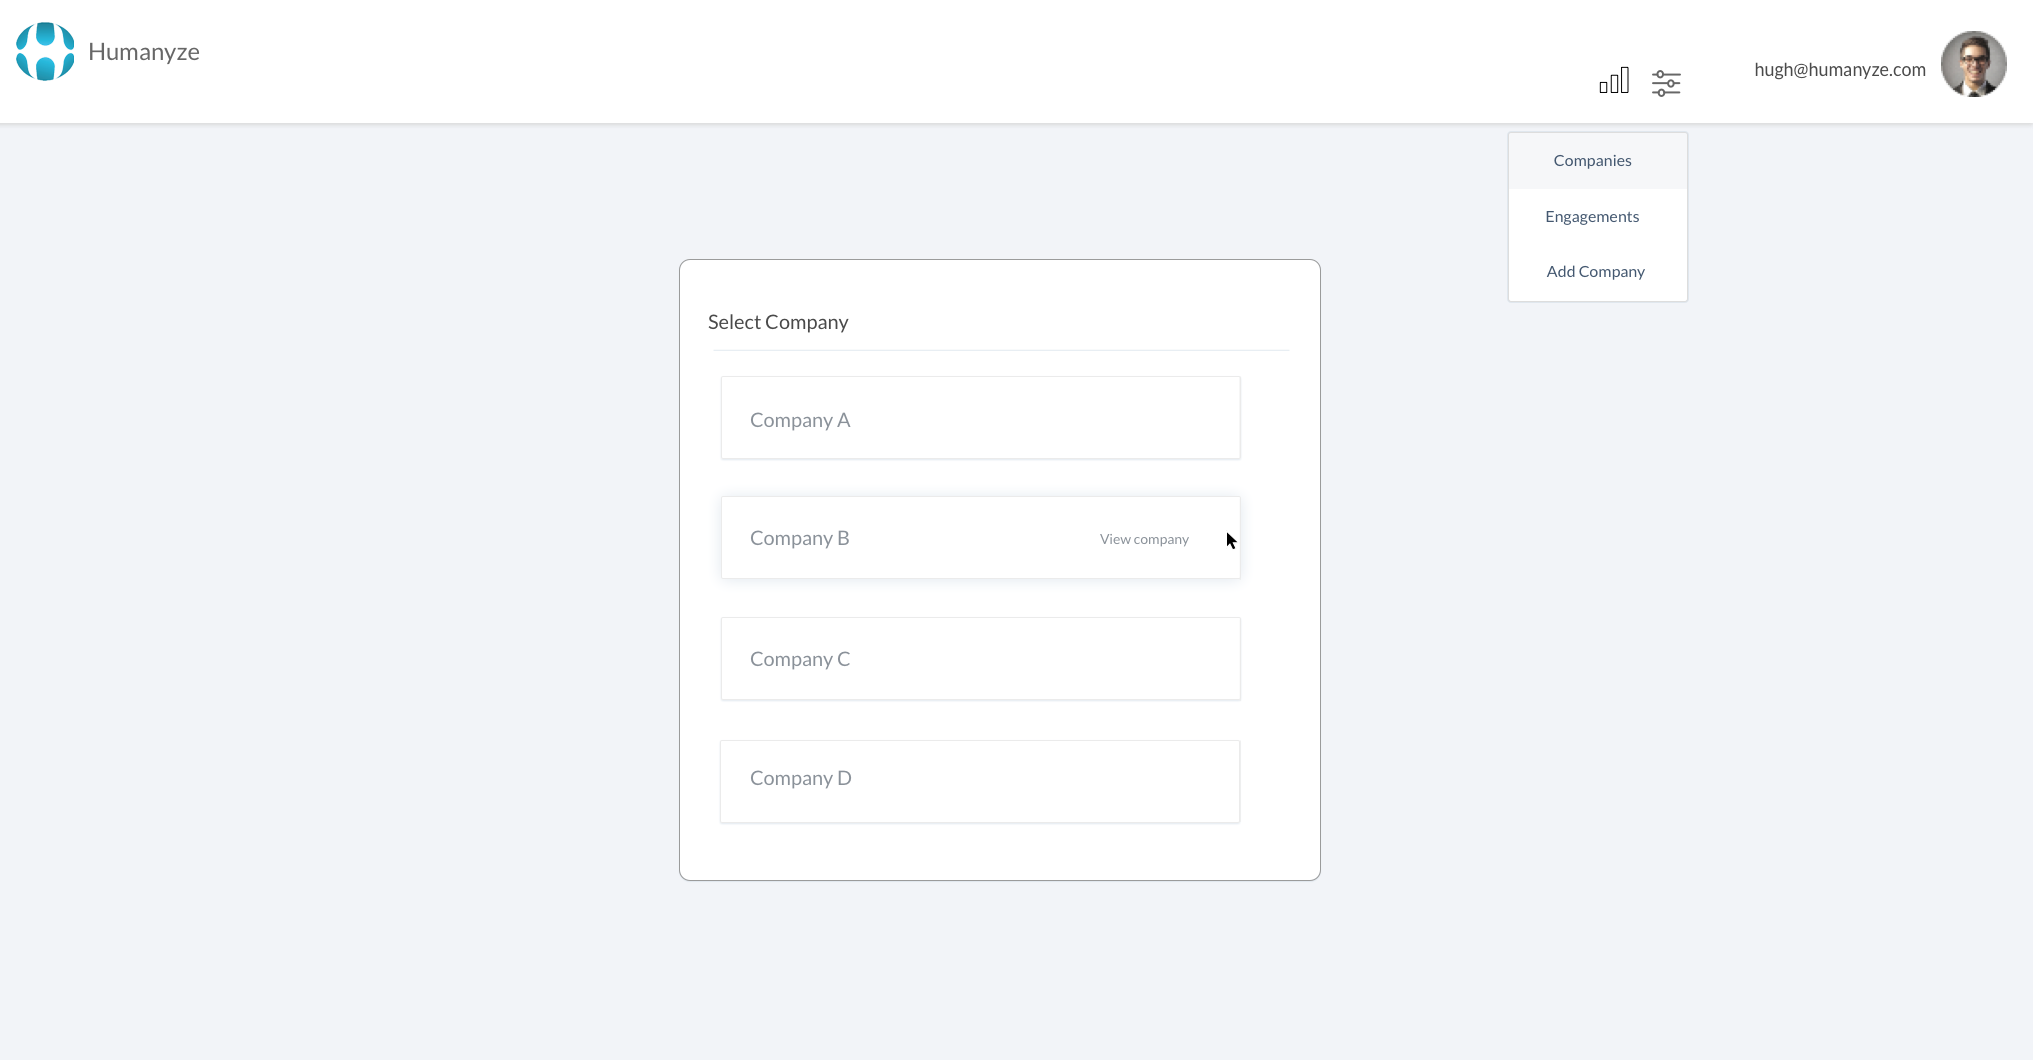 Humanyze
hugh@humanyze.com
Companies
Engagements
Add Company
Select Company
Company A
Company B
View company
Company C
Company D